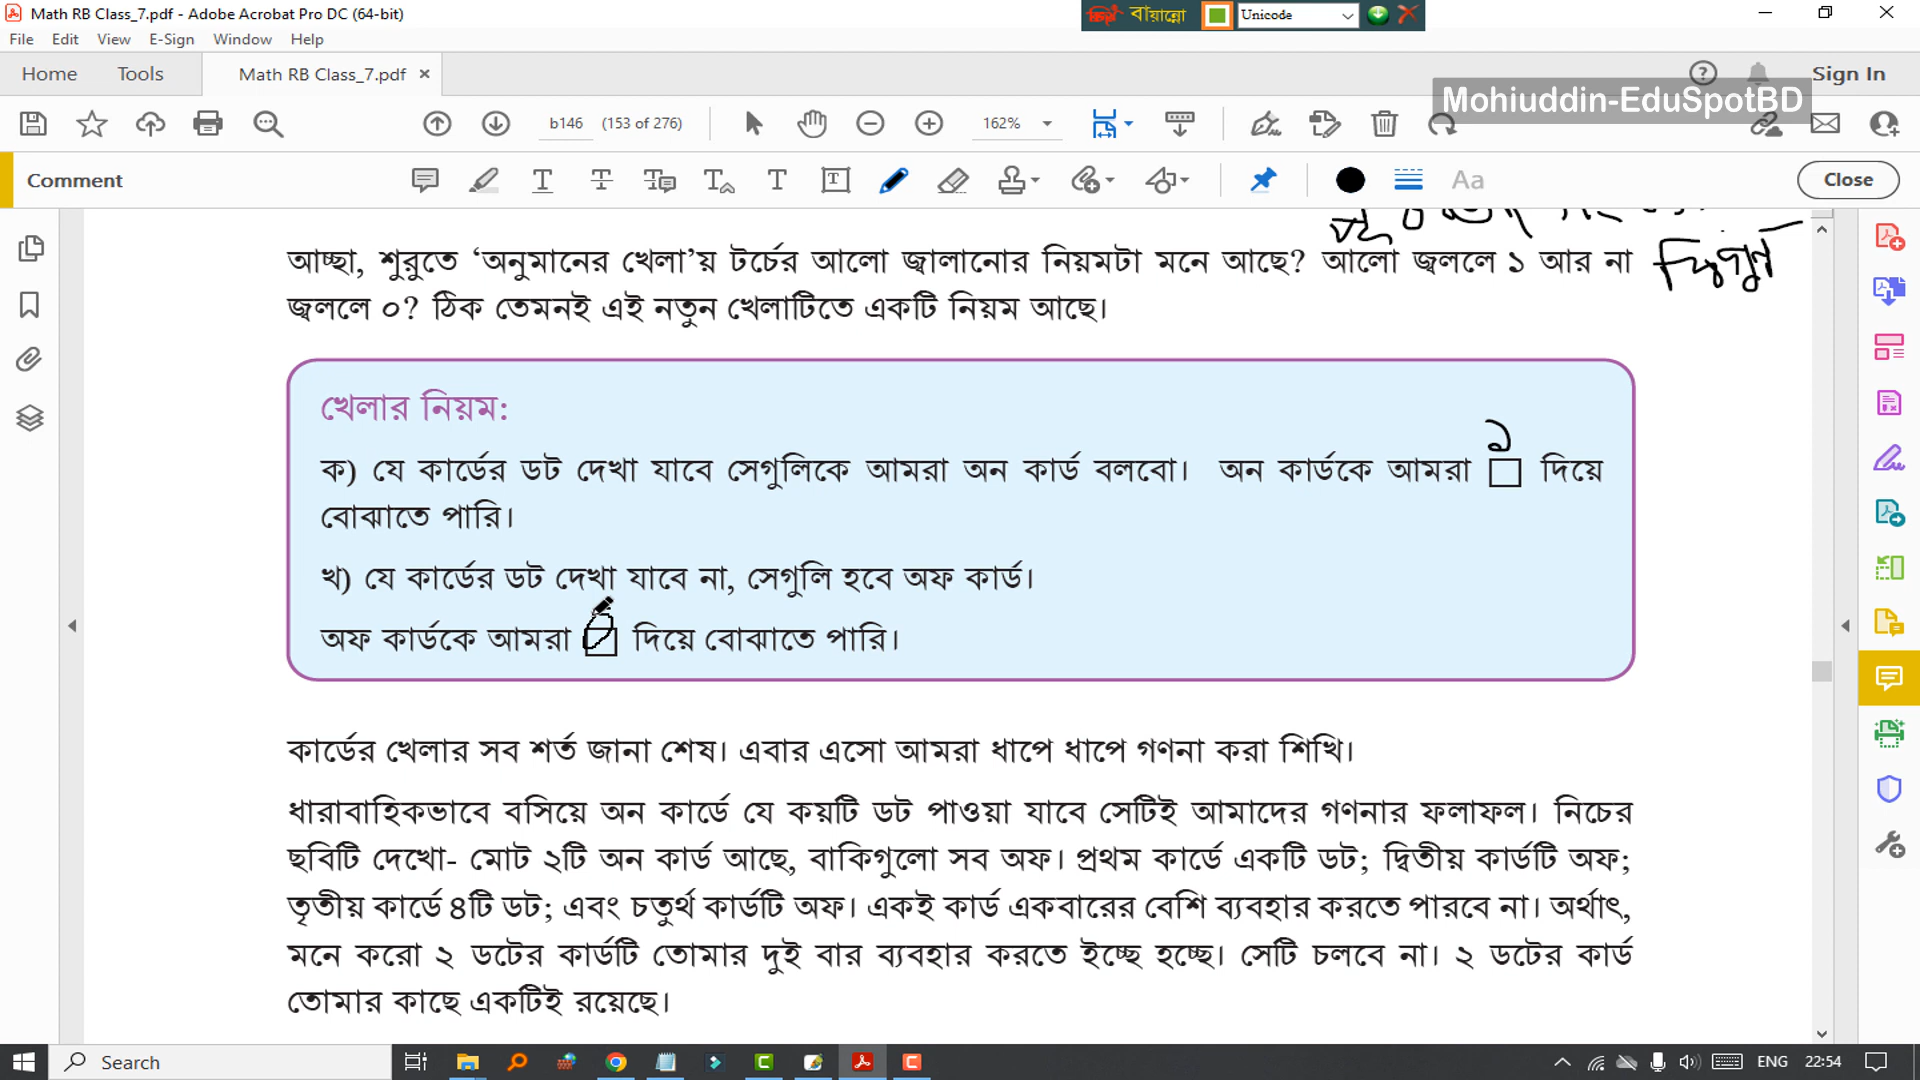 Math RB Class_7.pdf - Adobe Acrobat Pro DC (64-bit)
বায়ান্নো
Unicode
File Edit View E-Sign Window Help
Home Tools Math RB Class_7.pdf × Sign In
Mohiuddin-EduSpotBD
b146 (153 of 276) 162%
Comment Aa Close
আচ্ছা, শুরুতে ‘অনুমানের খেলা’য় টর্চের আলো জ্বালানোর নিয়মটা মনে আছে? আলো জ্বললে ১ আর না
জ্বললে ০? ঠিক তেমনই এই নতুন খেলাটিতে একটি নিয়ম আছে।
খেলার নিয়ম:
১
ক) যে কার্ডের ডট দেখা যাবে সেগুলিকে আমরা অন কার্ড বলবো। অন কার্ডকে আমরা □ দিয়ে
বোঝাতে পারি।
খ) যে কার্ডের ডট দেখা যাবে না, সেগুলি হবে অফ কার্ড।
অফ কার্ডকে আমরা □ দিয়ে বোঝাতে পারি।
কার্ডের খেলার সব শর্ত জানা শেষ। এবার এসো আমরা ধাপে ধাপে গণনা করা শিখি।
ধারাবাহিকভাবে বসিয়ে অন কার্ডে যে কয়টি ডট পাওয়া যাবে সেটিই আমাদের গণনার ফলাফল। নিচের
ছবিটি দেখো- মোট ২টি অন কার্ড আছে, বাকিগুলো সব অফ। প্রথম কার্ডে একটি ডট; দ্বিতীয় কার্ডটি অফ;
তৃতীয় কার্ডে ৪টি ডট; এবং চতুর্থ কার্ডটি অফ। একই কার্ড একবারের বেশি ব্যবহার করতে পারবে না। অর্থাৎ,
মনে করো ২ ডটের কার্ডটি তোমার দুই বার ব্যবহার করতে ইচ্ছে হচ্ছে। সেটি চলবে না। ২ ডটের কার্ড
তোমার কাছে একটিই রয়েছে।
Search ENG 22:54